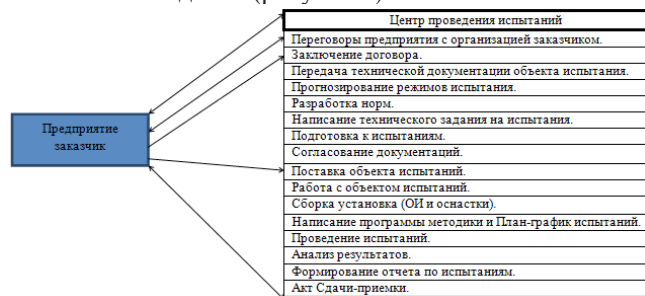 Центр проведения испытаний
Переговоры предприятия с организацией заказчиком.
Заключение договора.
Передача технической документации объекта испытания.
Прогнозирование режимов испытания.
Разработка норм.
Написание технического задания на испытания.
Подготовка к испытаниям.
Согласование документаций.
Поставка объекта испытаний.
Работа с объектом испытаний.
Сборка установка (ОИ и оснастки).
Написание программы методики и План-график испытаний.
Проведение испытаний.
Анализ результатов.
Формирование отчета по испытаниям.
Акт Сдачи-приемки.
Предприятие
заказчик